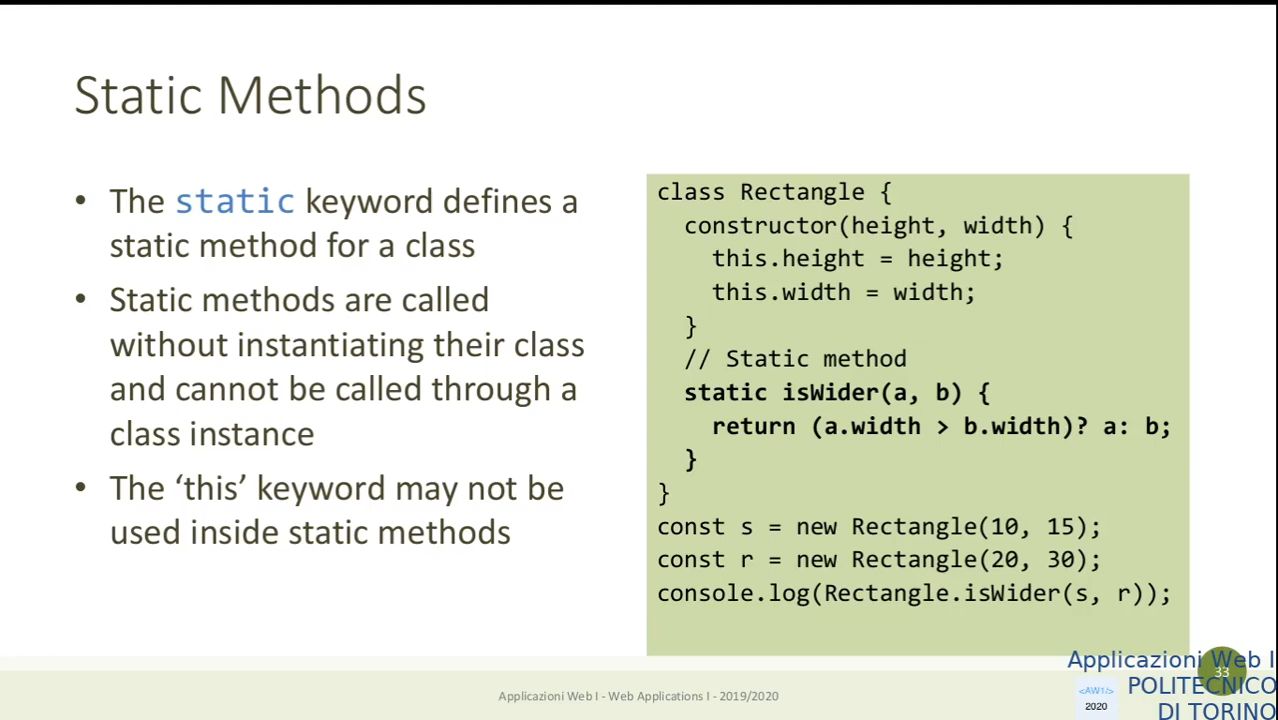 Static Methods
• The static keyword defines a
static method for a class
• Static methods are called
without instantiating their class
and cannot be called through a
class instance
• The ‘this’ keyword may not be
used inside static methods
class Rectangle {
  constructor(height, width) {
    this.height = height;
    this.width = width;
  }
  // Static method
  static isWider(a, b) {
    return (a.width > b.width)? a: b;
  }
}
const s = new Rectangle(10, 15);
const r = new Rectangle(20, 30);
console.log(Rectangle.isWider(s, r));
Applicazioni Web I - Web Applications I - 2019/2020
33
Applicazioni Web I
POLITECNICO
DI TORINO
<AW1/>
2020